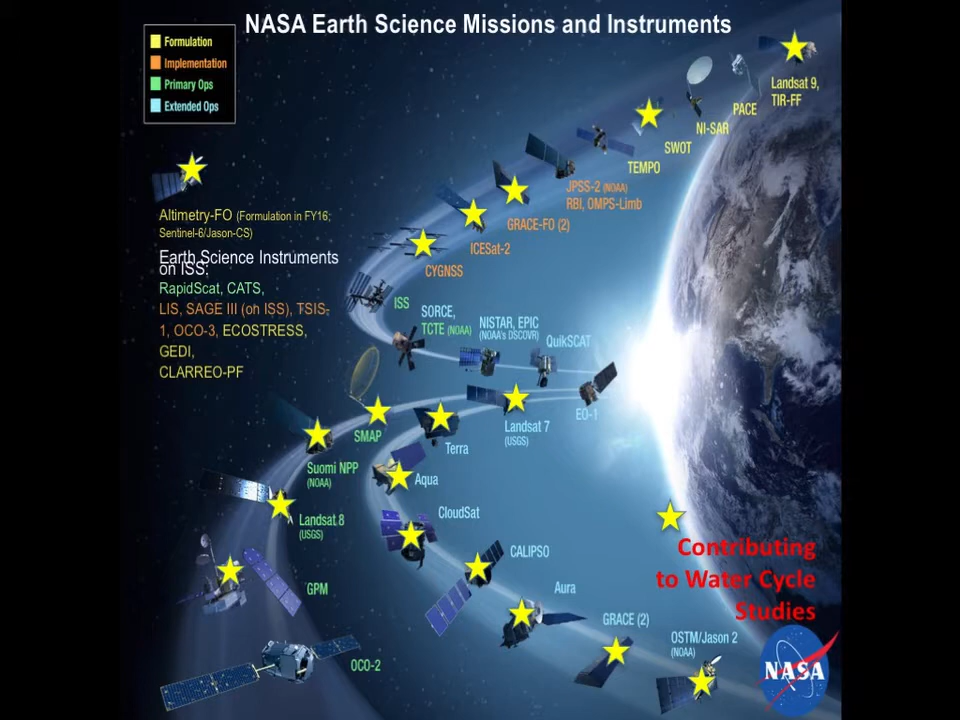 NASA Earth Science Missions and Instruments
Formulation
Implementation
Primary Ops
Extended Ops
Landsat 9,
TIR-FF
PACE
NI-SAR
SWOT
TEMPO
JPSS-2 (NOAA)
RBI, OMPS-Limb
GRACE-FO (2)
ICESat-2
CYGNSS
Altimetry-FO (Formulation in FY16;
Sentinel-6/Jason-CS)
Earth Science Instruments
on ISS:
RapidScat, CATS,
LIS, SAGE III (on ISS), TSIS-
1, OCO-3, ECOSTRESS,
GEDI,
CLARREO-PF
ISS
SORCE,
TCTE (NOAA)
NISTAR, EPIC
(NOAA's DSCOVR)
QuikSCAT
EO-1
Landsat 7
(USGS)
SMAP
Terra
Suomi NPP
(NOAA)
Aqua
Landsat 8
(USGS)
CloudSat
CALIPSO
GPM
Aura
GRACE (2)
OSTM/Jason 2
(NOAA)
OCO-2
Contributing
to Water Cycle
Studies
NASA